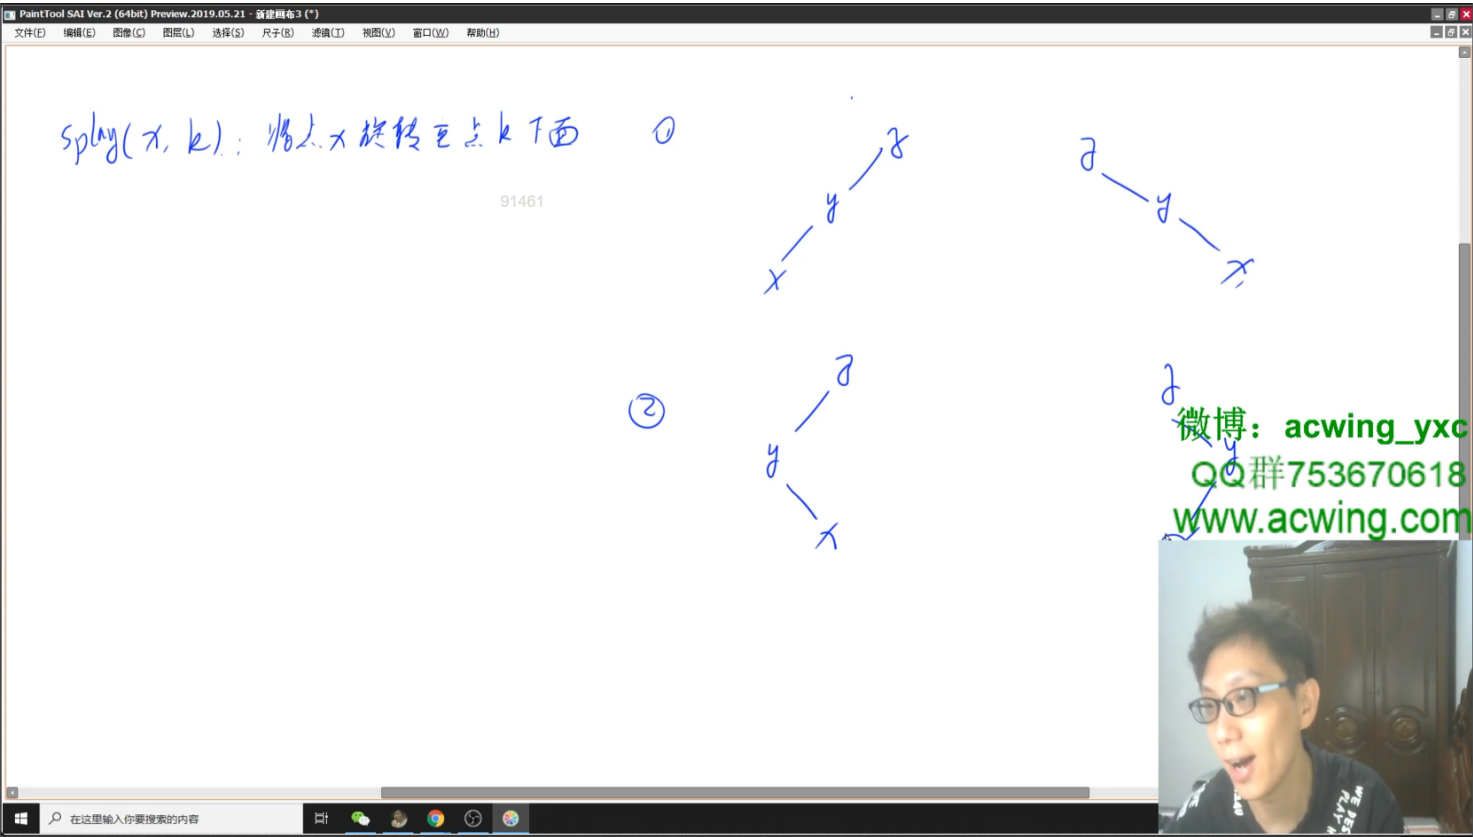 PaintTool SAI Ver.2 (64bit) Preview.2019.05.21 - 新建画布3 (*)
文件(F) 编辑(E) 图像(C) 图层(L) 选择(S) 尺子(R) 滤镜(T) 视图(V) 窗口(W) 帮助(H)
splay(x, k): 将点x旋转至点k下面 ①
91461
z
y
x
z
y
x
②
z
y
x
z
y
微博：acwing_yxc
QQ群753670618
www.acwing.com
在这里输入你要搜索的内容